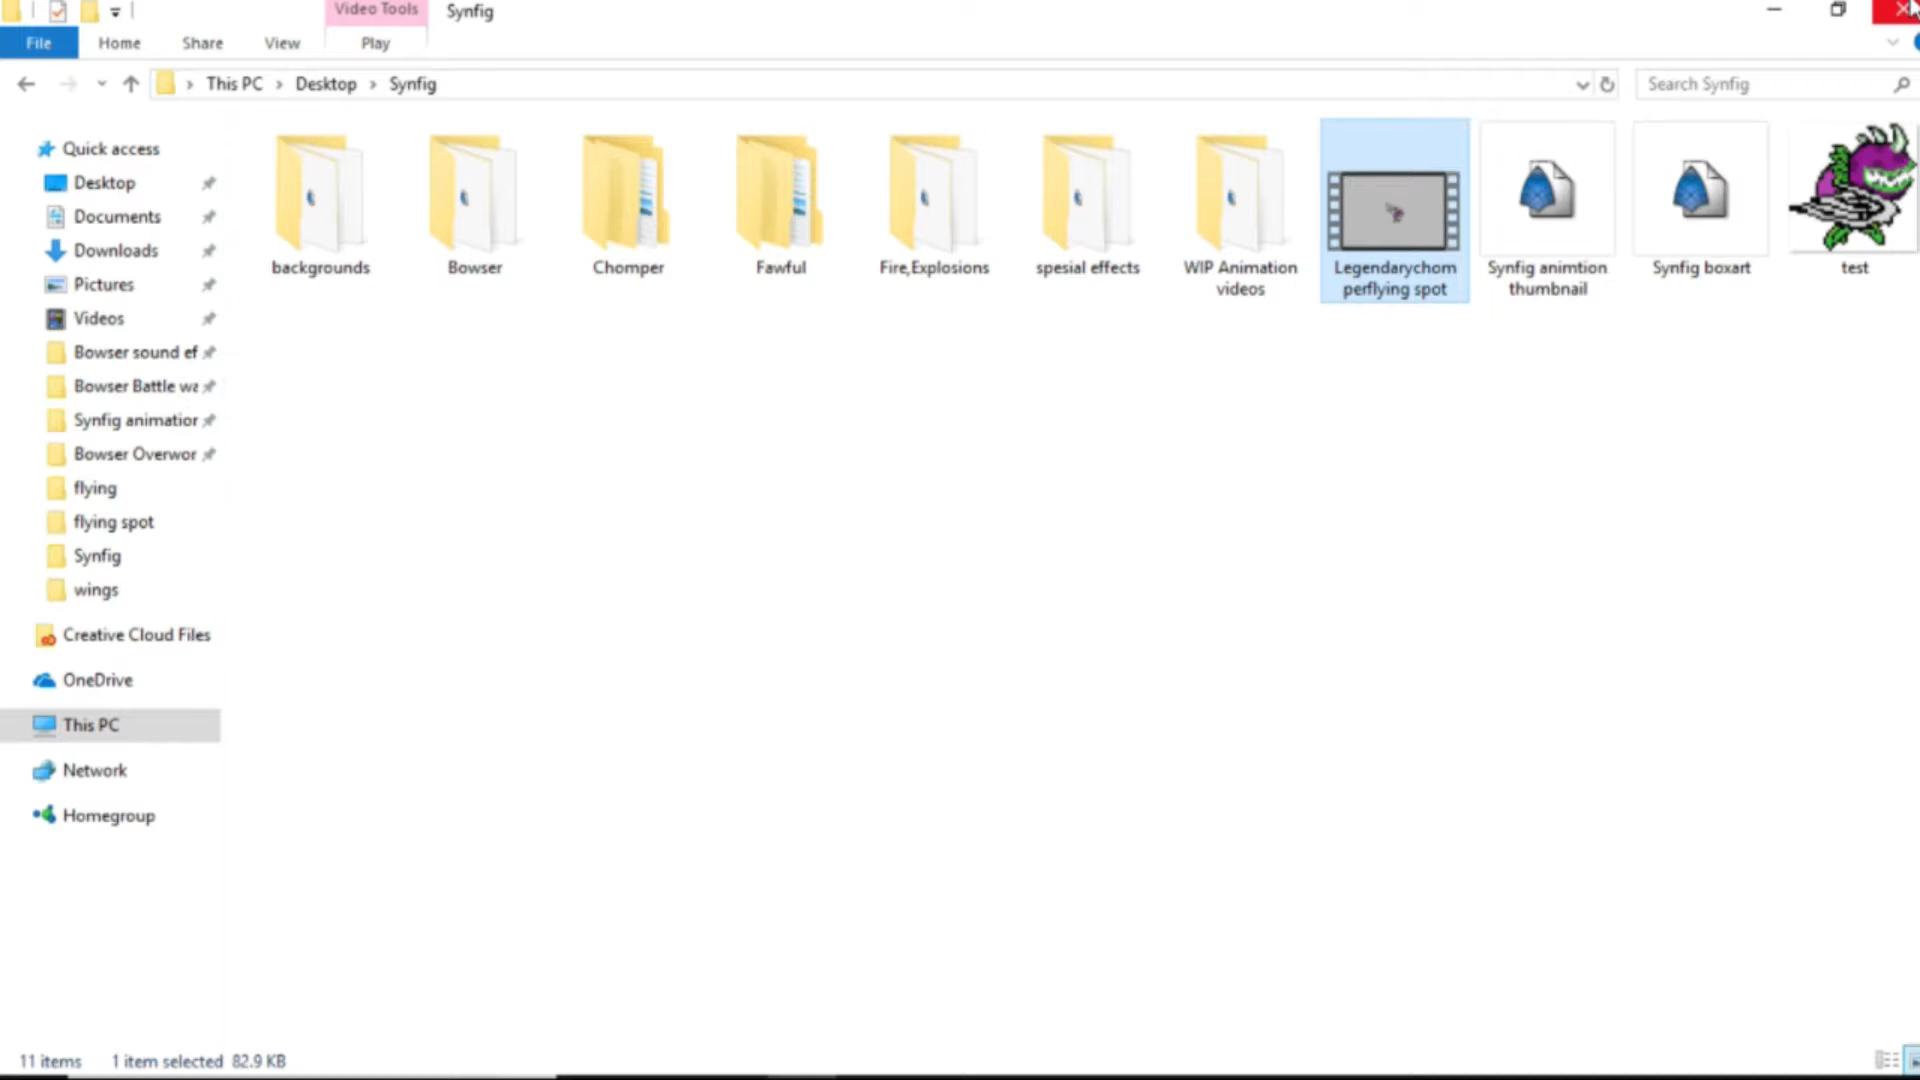 Video Tools
Synfig
File
Home
Share
View
Play
This PC
Desktop
Synfig
Search Synfig
Quick access
Desktop
Documents
Downloads
Pictures
Videos
Bowser sound ef
Bowser Battle wa
Synfig animation
Bowser Overwor
flying
flying spot
Synfig
wings
Creative Cloud Files
OneDrive
This PC
Network
Homegroup
backgrounds
Bowser
Chomper
Fawful
Fire,Explosions
spesial effects
WIP Animation
videos
Legendarychom
perflying spot
Synfig animtion
thumbnail
Synfig boxart
test
11 items
1 item selected 82.9 KB